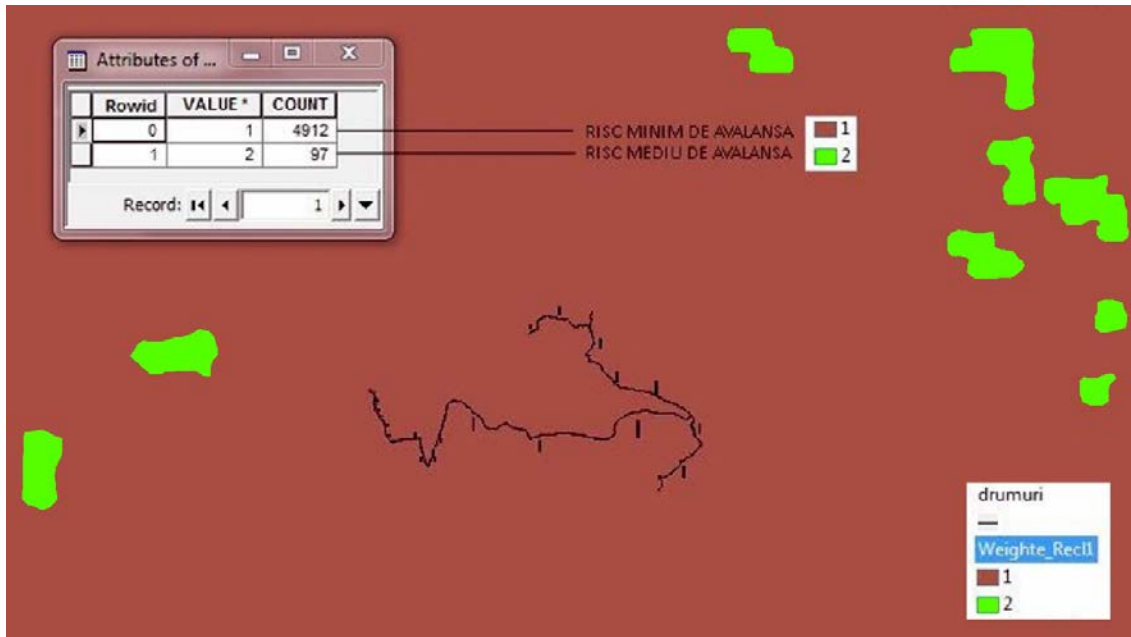 Attributes of ...
Rowid VALUE * COUNT
0 1 4912
1 2 97
Record: 1
RISC MINIM DE AVALANSA 1
RISC MEDIU DE AVALANSA 2
drumuri
Weighte_Recl1
1
2